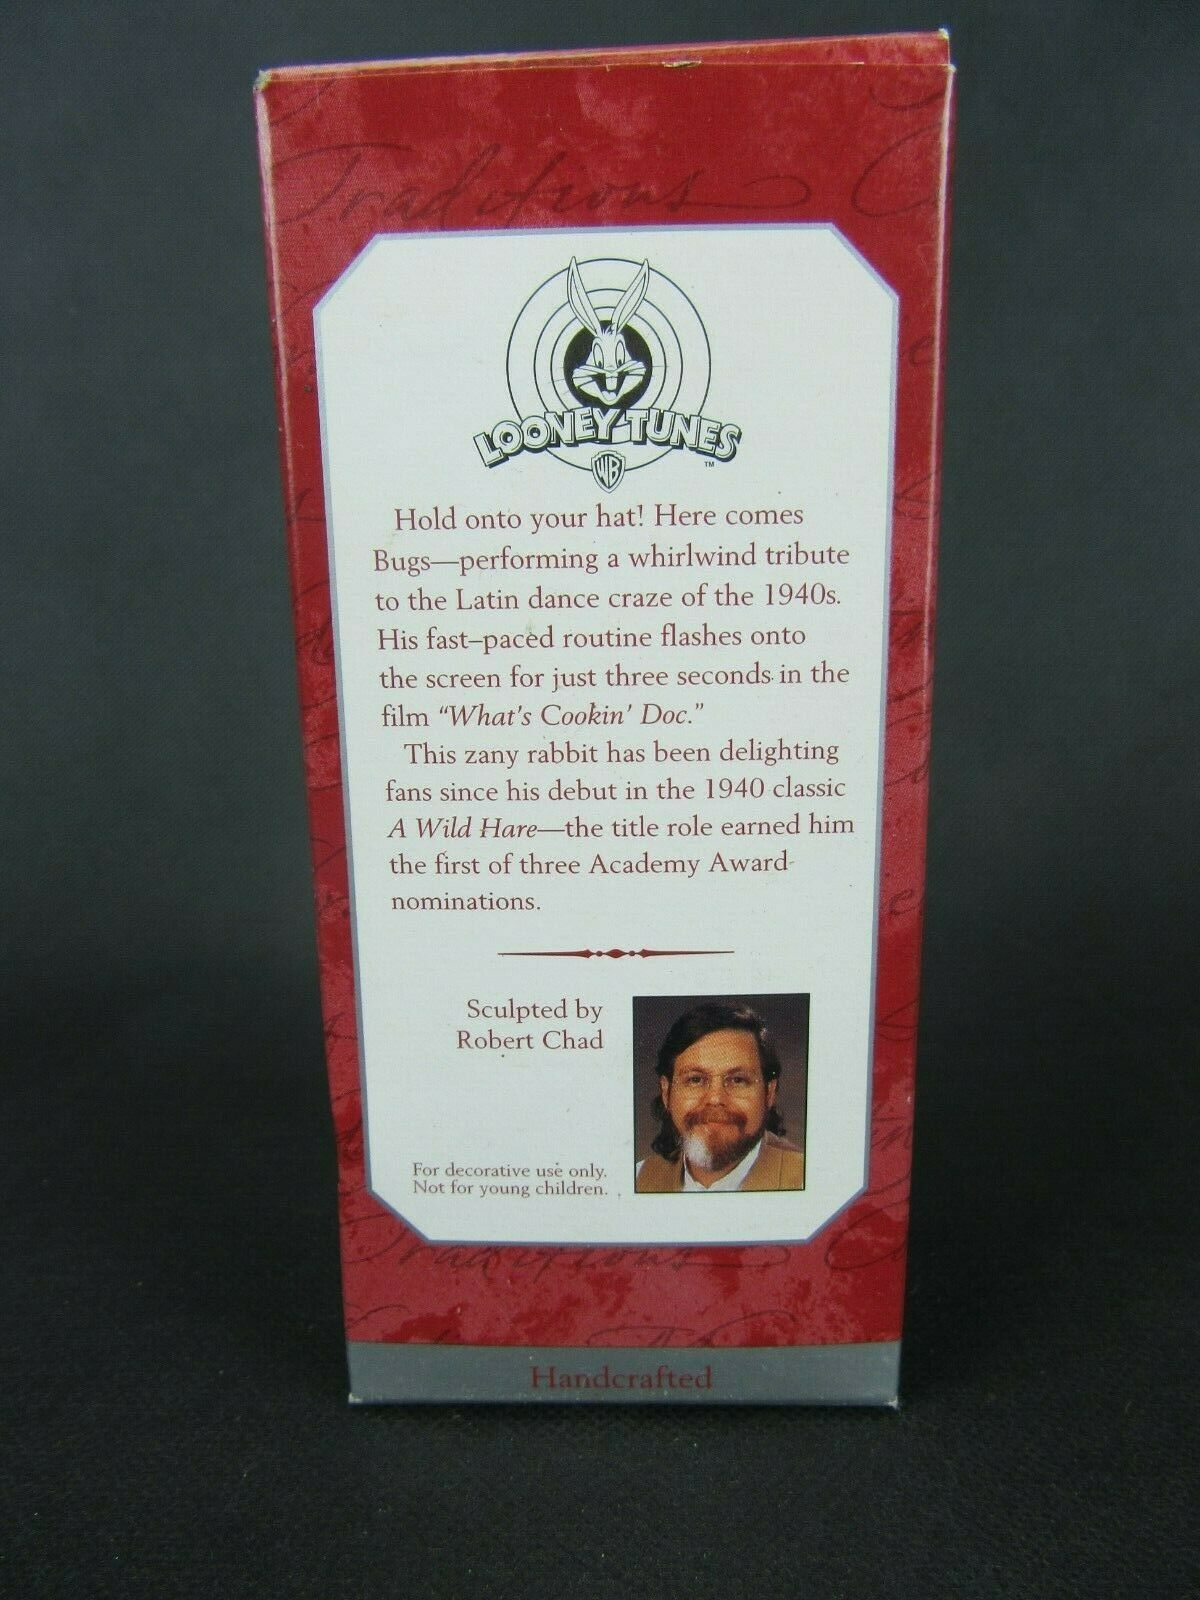 Traditions
LOONEY TUNES
WB
TM
Hold onto your hat! Here comes
Bugs—performing a whirlwind tribute
to the Latin dance craze of the 1940s.
His fast–paced routine flashes onto
the screen for just three seconds in the
film “What's Cookin' Doc.”
This zany rabbit has been delighting
fans since his debut in the 1940 classic
A Wild Hare—the title role earned him
the first of three Academy Award
nominations.
Sculpted by
Robert Chad
For decorative use only.
Not for young children.
Traditions
Handcrafted